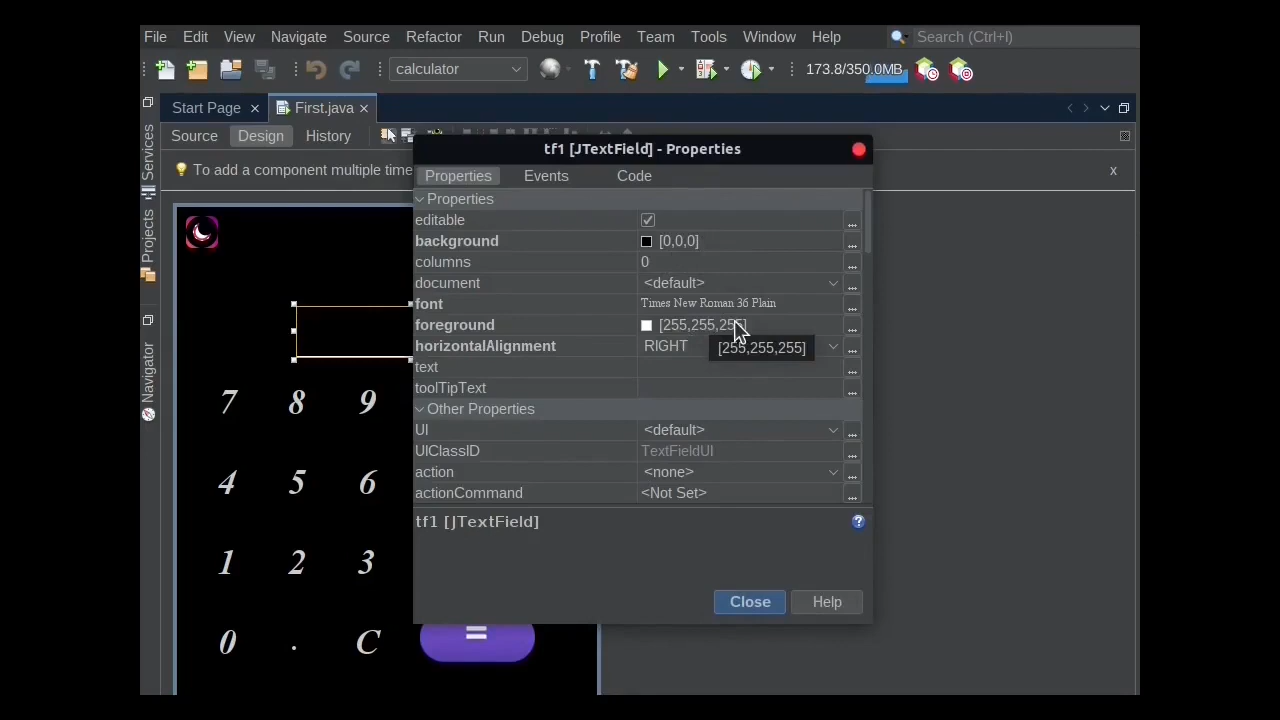 File Edit View Navigate Source Refactor Run Debug Profile Team Tools Window Help Search (Ctrl+I)
calculator 173.8/350.0MB
Start Page First.java
Source Design History
To add a component multiple time
Services
Projects
Navigator
tf1 [JTextField] - Properties
Properties Events Code
Properties
editable
background [0,0,0]
columns 0
document <default>
font Times New Roman 36 Plain
foreground [255,255,255]
horizontalAlignment RIGHT
[255,255,255]
text
toolTipText
Other Properties
UI <default>
UIClassID TextFieldUI
action <none>
actionCommand <Not Set>
tf1 [JTextField]
Close Help
7 8 9
4 5 6
1 2 3
0 . C =
x